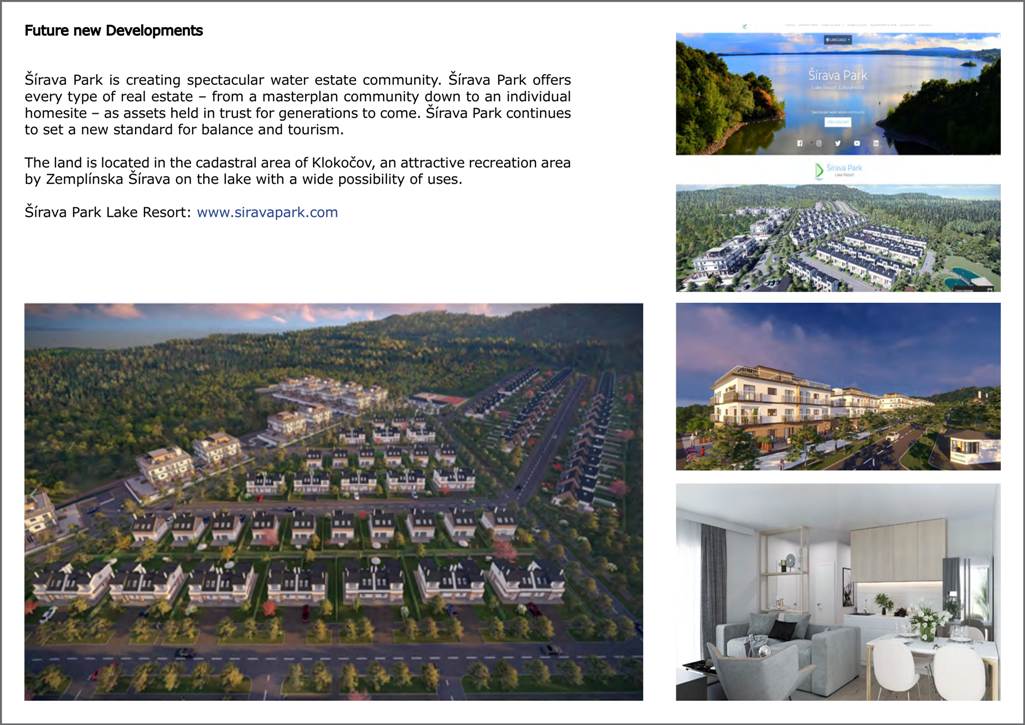 Future new Developments
Šírava Park is creating spectacular water estate community. Šírava Park offers
every type of real estate – from a masterplan community down to an individual
homesite – as assets held in trust for generations to come. Šírava Park continues
to set a new standard for balance and tourism.
The land is located in the cadastral area of Klokočov, an attractive recreation area
by Zemplínska Šírava on the lake with a wide possibility of uses.
Šírava Park Lake Resort: www.siravapark.com
LANGUAGE
Šírava Park
Šírava Park
Lake Resort